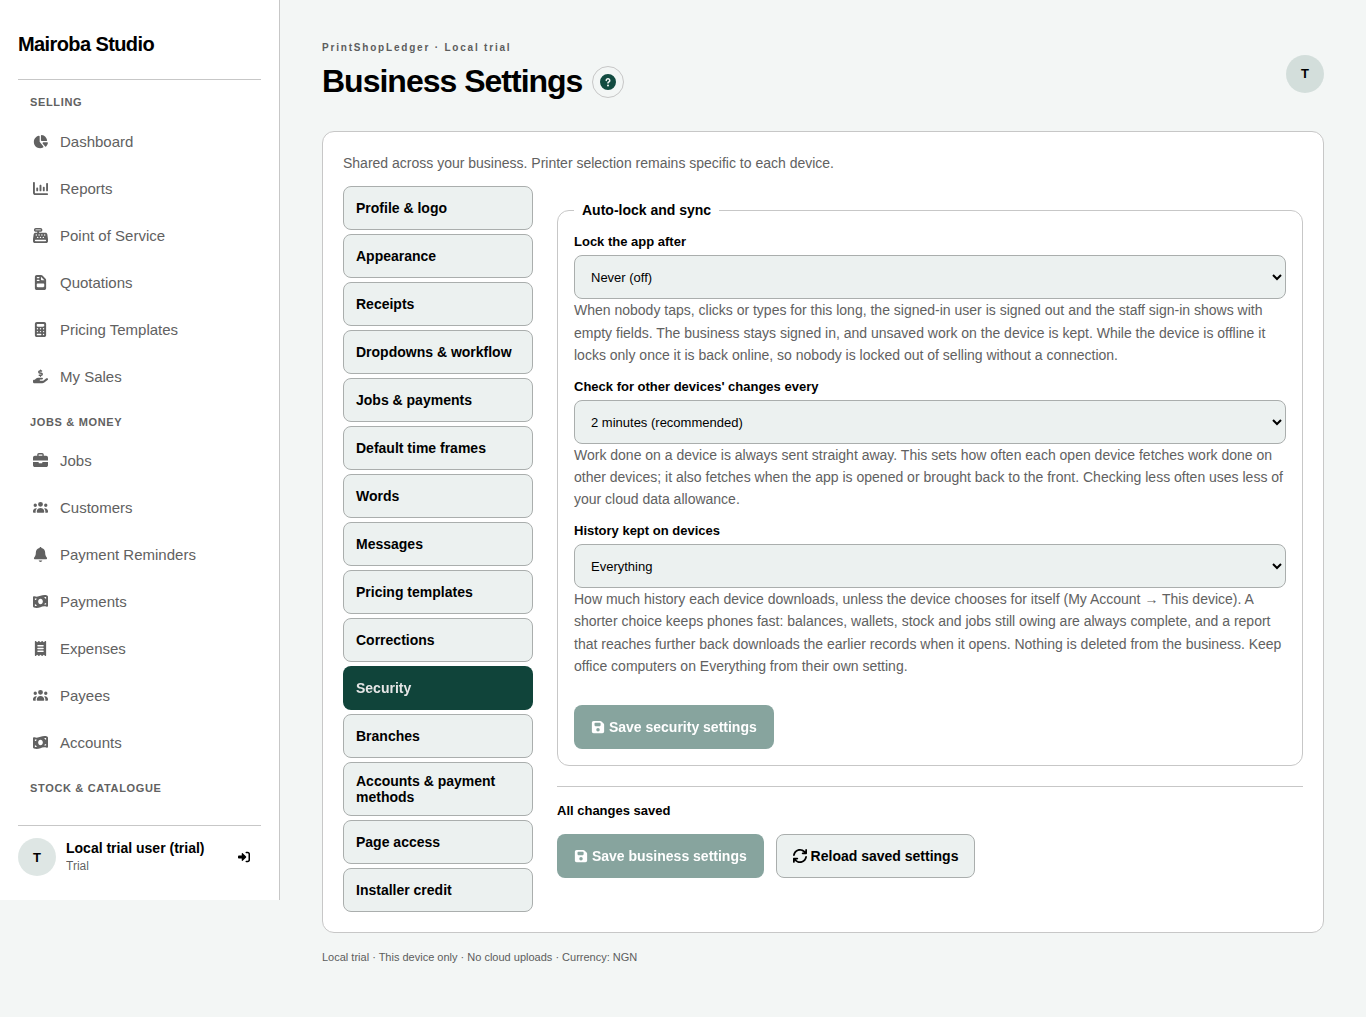 Mairoba Studio
SELLING
Dashboard
Reports
Point of Service
Quotations
Pricing Templates
My Sales
JOBS & MONEY
Jobs
Customers
Payment Reminders
Payments
Expenses
Payees
Accounts
STOCK & CATALOGUE
T
Local trial user (trial)
Trial
PrintShopLedger · Local trial
Business Settings
?
T
Shared across your business. Printer selection remains specific to each device.
Profile & logo
Appearance
Receipts
Dropdowns & workflow
Jobs & payments
Default time frames
Words
Messages
Pricing templates
Corrections
Security
Branches
Accounts & payment
methods
Page access
Installer credit
Auto-lock and sync
Lock the app after
Never (off)
When nobody taps, clicks or types for this long, the signed-in user is signed out and the staff sign-in shows with
empty fields. The business stays signed in, and unsaved work on the device is kept. While the device is offline it
locks only once it is back online, so nobody is locked out of selling without a connection.
Check for other devices' changes every
2 minutes (recommended)
Work done on a device is always sent straight away. This sets how often each open device fetches work done on
other devices; it also fetches when the app is opened or brought back to the front. Checking less often uses less of
your cloud data allowance.
History kept on devices
Everything
How much history each device downloads, unless the device chooses for itself (My Account → This device). A
shorter choice keeps phones fast: balances, wallets, stock and jobs still owing are always complete, and a report
that reaches further back downloads the earlier records when it opens. Nothing is deleted from the business. Keep
office computers on Everything from their own setting.
Save security settings
All changes saved
Save business settings
Reload saved settings
Local trial · This device only · No cloud uploads · Currency: NGN